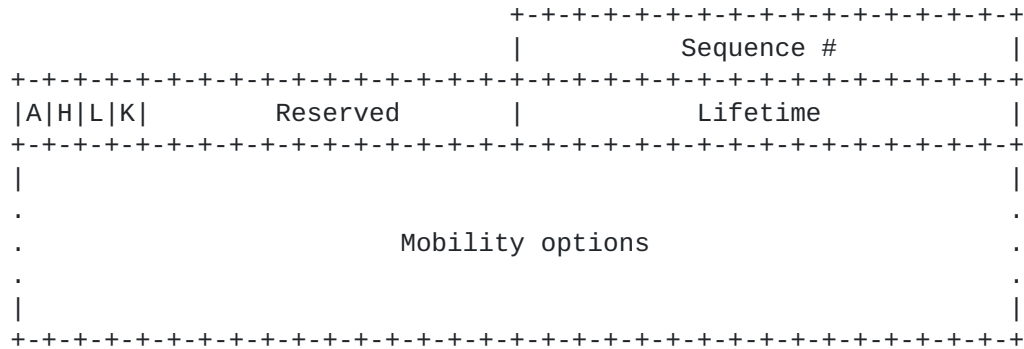 +-+-+-+-+-+-+-+-+-+-+-+-+-+-+-+-+
                                |          Sequence #           |
+-+-+-+-+-+-+-+-+-+-+-+-+-+-+-+-+-+-+-+-+-+-+-+-+-+-+-+-+-+-+-+-+
|A|H|L|K|        Reserved       |           Lifetime            |
+-+-+-+-+-+-+-+-+-+-+-+-+-+-+-+-+-+-+-+-+-+-+-+-+-+-+-+-+-+-+-+-+
|                                                               |
.                                                               .
.                        Mobility options                       .
.                                                               .
|                                                               |
+-+-+-+-+-+-+-+-+-+-+-+-+-+-+-+-+-+-+-+-+-+-+-+-+-+-+-+-+-+-+-+-+